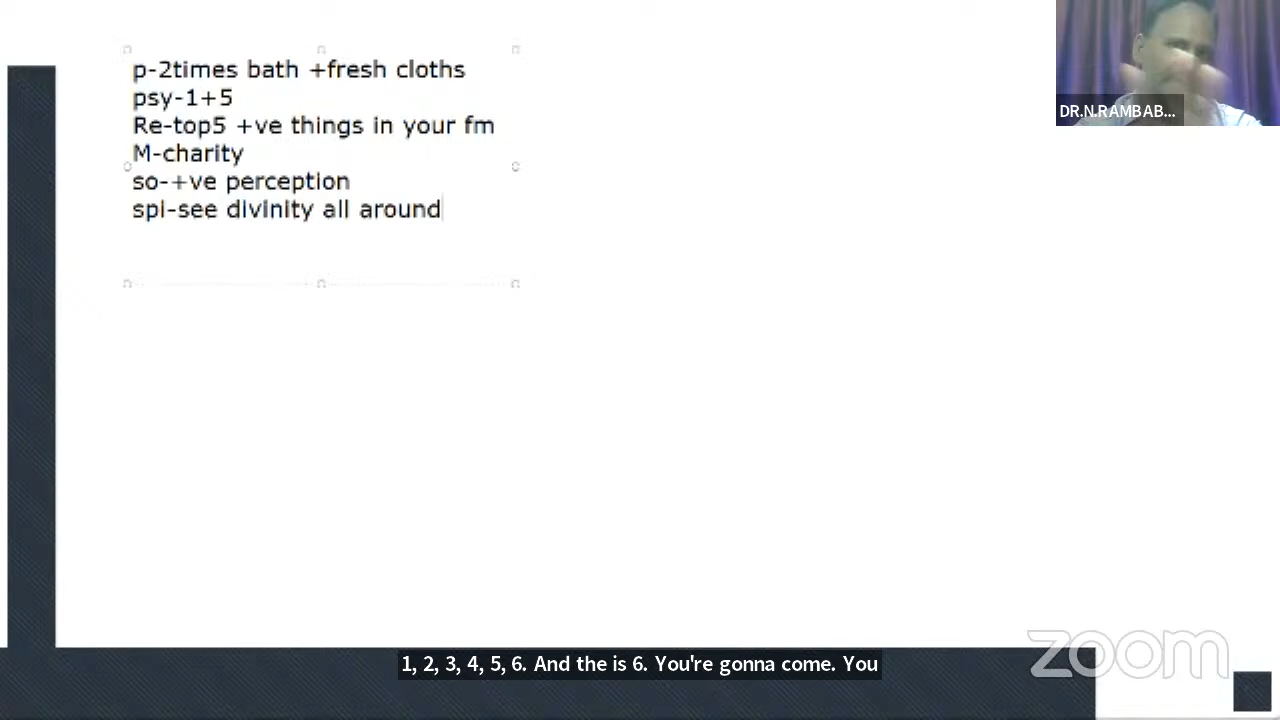 p-2times bath +fresh cloths
psy-1+5
Re-top5 +ve things in your fm
M-charity
so-+ve perception
spi-see divinity all around
DR.N.RAMBAB...
zoom
1, 2, 3, 4, 5, 6. And the is 6. You're gonna come. You